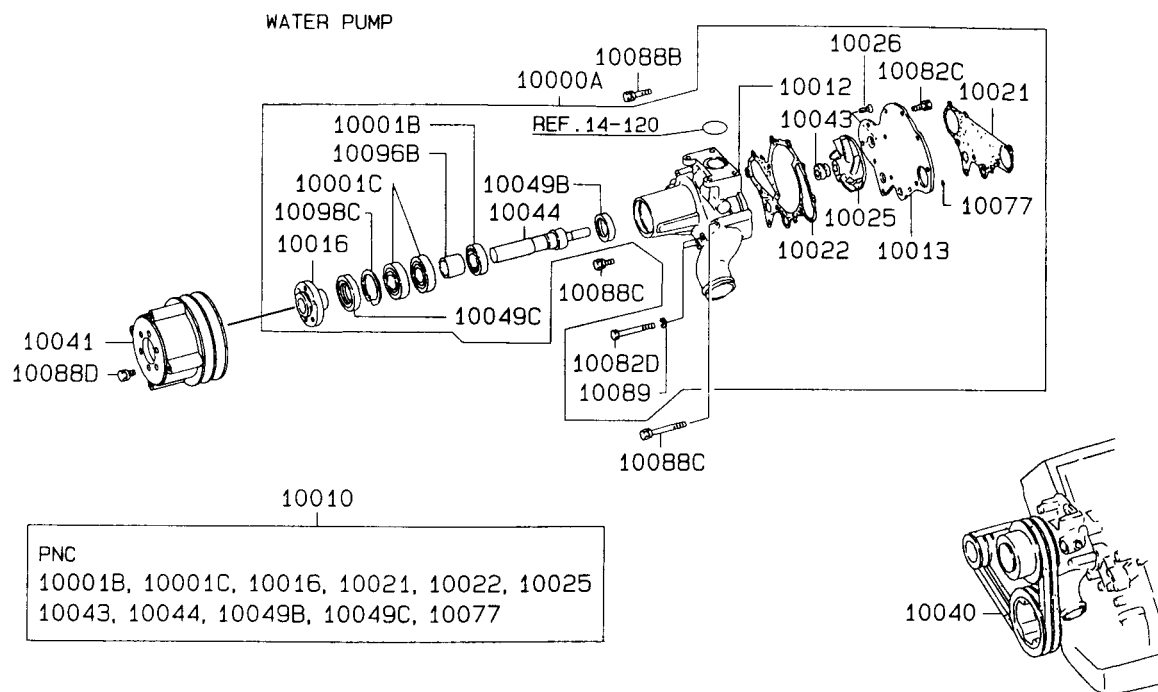 WATER PUMP
10026
10088B
10082C
10000A
10012
10021
10043
10001B
REF.14-120
10096B
10001C
10049B
10098C
10044
10077
10016
10025
10022
10013
10088C
10049C
10041
10082D
10088D
10089
10088C
10010
PNC
10001B, 10001C, 10016, 10021, 10022, 10025
10043, 10044, 10049B, 10049C, 10077
10040